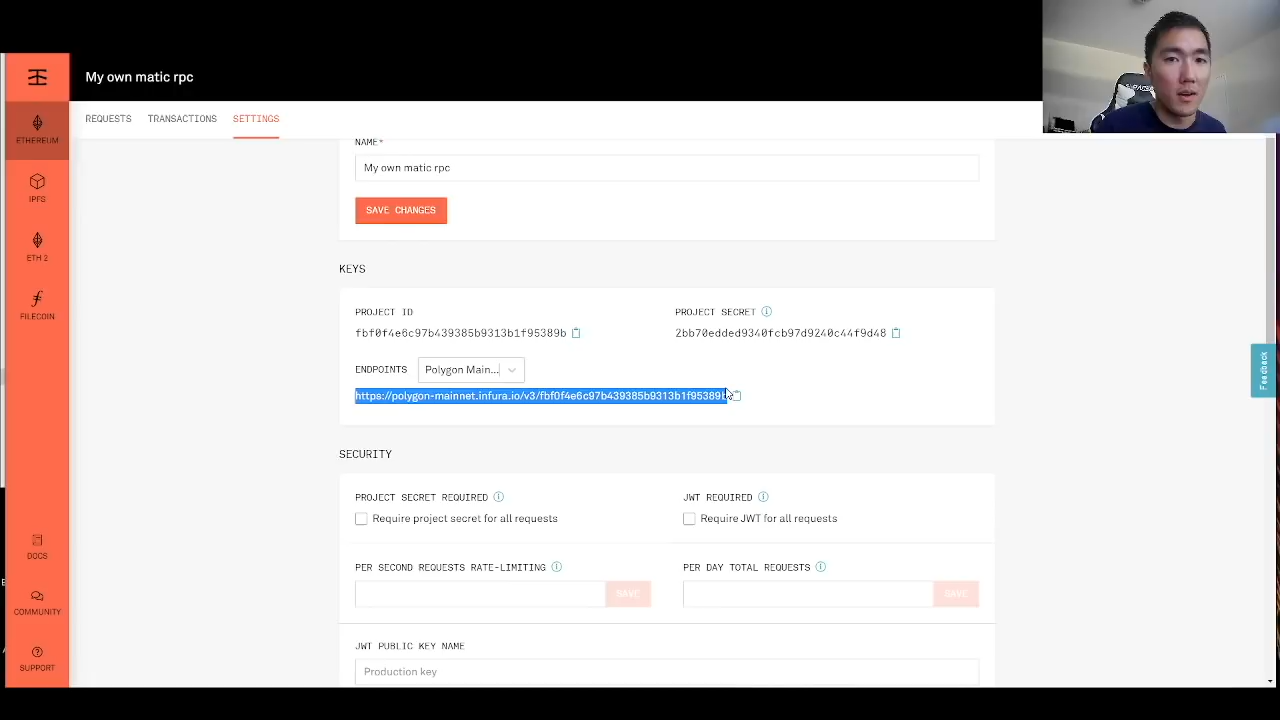 My own matic rpc
REQUESTS TRANSACTIONS SETTINGS
ETHEREUM
IPFS
ETH 2
FILECOIN
DOCS
COMMUNITY
SUPPORT
NAME*
My own matic rpc
SAVE CHANGES
KEYS
PROJECT ID PROJECT SECRET
fbf0f4e6c97b439385b9313b1f95389b 2bb70edded9340fcb97d9240c44f9d48
ENDPOINTS Polygon Main...
https://polygon-mainnet.infura.io/v3/fbf0f4e6c97b439385b9313b1f95389b
SECURITY
PROJECT SECRET REQUIRED JWT REQUIRED
Require project secret for all requests Require JWT for all requests
PER SECOND REQUESTS RATE-LIMITING PER DAY TOTAL REQUESTS
SAVE SAVE
JWT PUBLIC KEY NAME
Production key
Feedback